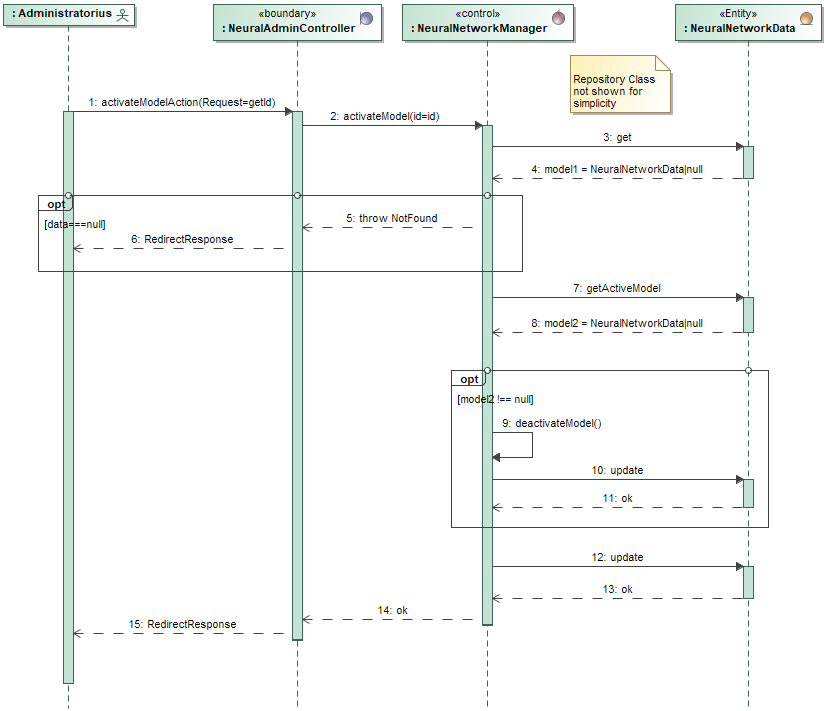 : Administratorius
«boundary»
: NeuralAdminController
«control»
: NeuralNetworkManager
«Entity»
: NeuralNetworkData
Repository Class
not shown for
simplicity
1: activateModelAction(Request=getId)
2: activateModel(id=id)
3: get
4: model1 = NeuralNetworkData|null
opt
[data===null]
5: throw NotFound
6: RedirectResponse
7: getActiveModel
8: model2 = NeuralNetworkData|null
opt
[model2 !== null]
9: deactivateModel()
10: update
11: ok
12: update
13: ok
14: ok
15: RedirectResponse